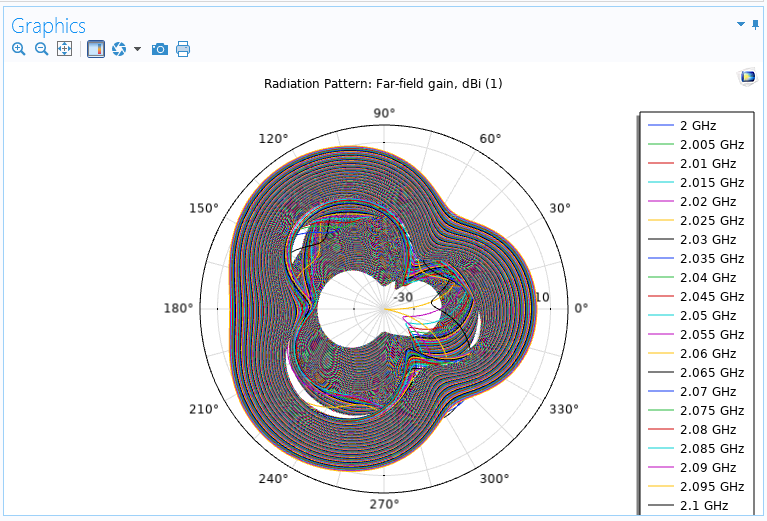 Graphics
Radiation Pattern: Far-field gain, dBi (1)
90°
120°
60°
150°
30°
180°
-30
10
0°
210°
330°
240°
300°
270°
2 GHz
2.005 GHz
2.01 GHz
2.015 GHz
2.02 GHz
2.025 GHz
2.03 GHz
2.035 GHz
2.04 GHz
2.045 GHz
2.05 GHz
2.055 GHz
2.06 GHz
2.065 GHz
2.07 GHz
2.075 GHz
2.08 GHz
2.085 GHz
2.09 GHz
2.095 GHz
2.1 GHz